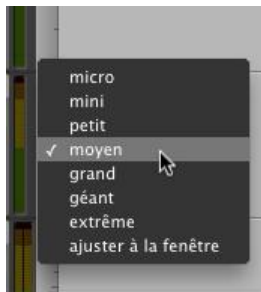 micro
mini
petit
✓ moyen
grand
géant
extrême
ajuster à la fenêtre